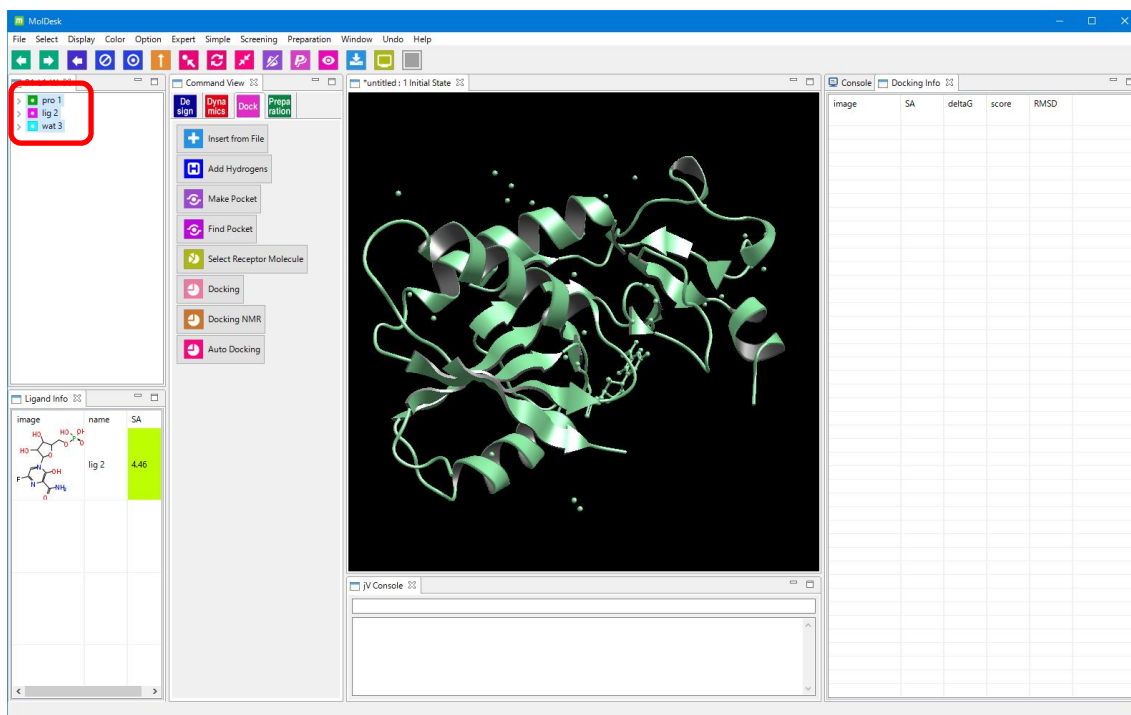 MolDesk
File Select Display Color Option Expert Simple Screening Preparation Window Undo Help
pro 1
lig 2
wat 3
Command View
De
sign
Dyna
mics
Dock
Prepa
ration
Insert from File
Add Hydrogens
Make Pocket
Find Pocket
Select Receptor Molecule
Docking
Docking NMR
Auto Docking
*untitled : 1 Initial State
Console
Docking Info
image SA deltaG score RMSD
Ligand Info
image name SA
HO
HO
HO
OH
F
N
NH₂
O
lig 2
4.46
jV Console